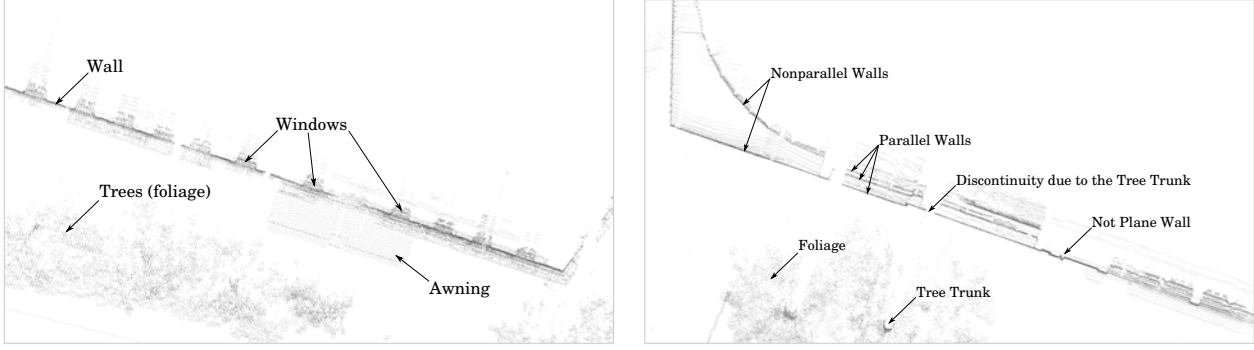 Wall
Windows
Trees (foliage)
Awning
Nonparallel Walls
Parallel Walls
Discontinuity due to the Tree Trunk
Not Plane Wall
Foliage
Tree Trunk